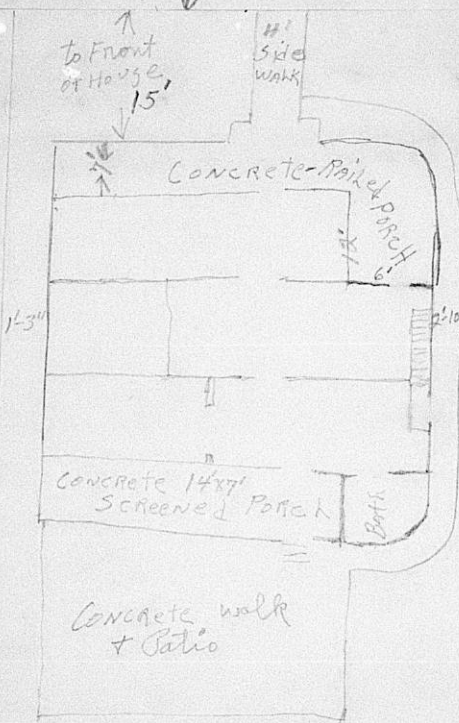 to Front
of House
15'
4'
Side
WALK
CONCRETE-RAILED PORCH
12'
6'
1'-3"
2'-10
CONCRETE 14'x7'
SCREENED PORCH
Bath
CONCRETE WALK
+ Patio